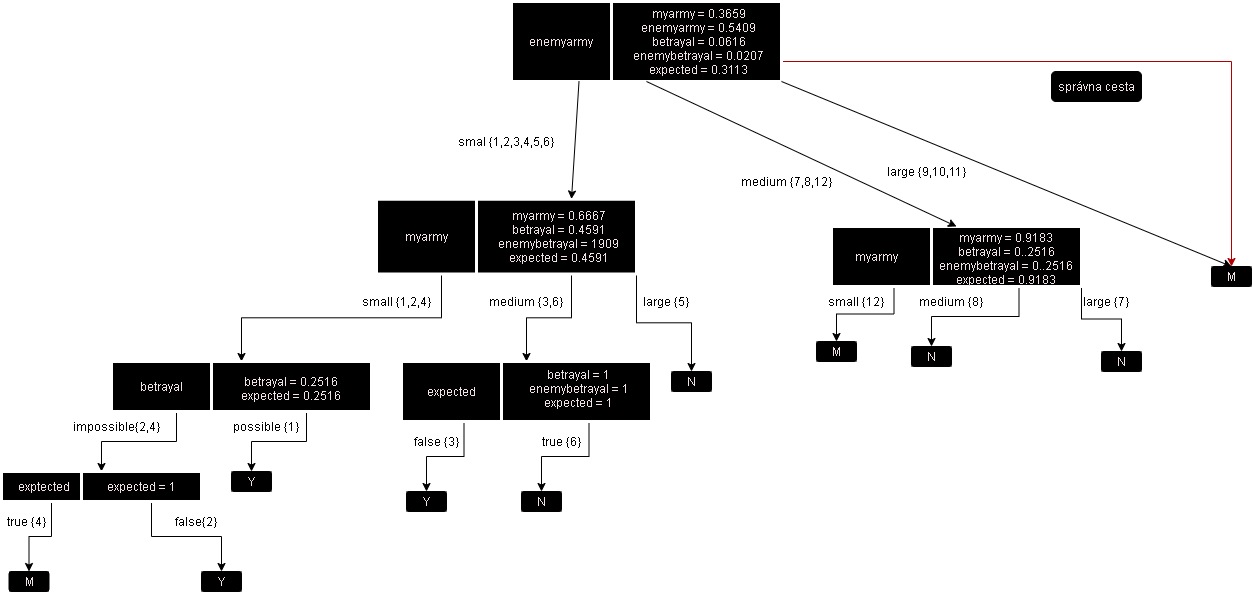 enemyarmy
myarmy = 0.3659
enemyarmy = 0.5409
betrayal = 0.0616
enemybetrayal = 0.0207
expected = 0.3113
správna cesta
smal {1,2,3,4,5,6}
medium {7,8,12}
large {9,10,11}
myarmy
myarmy = 0.6667
betrayal = 0.4591
enemybetrayal = 1909
expected = 0.4591
myarmy
myarmy = 0.9183
betrayal = 0..2516
enemybetrayal = 0..2516
expected = 0.9183
M
small {1,2,4}
medium {3,6}
large {5}
small {12}
medium {8}
large {7}
M
N
N
betrayal
betrayal = 0.2516
expected = 0.2516
expected
betrayal = 1
enemybetrayal = 1
expected = 1
N
impossible{2,4}
possible {1}
false {3}
true {6}
exptected
expected = 1
Y
Y
N
true {4}
false{2}
M
Y